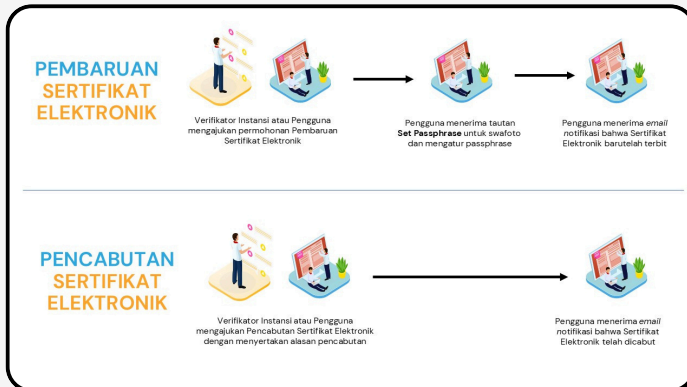 PEMBARUAN
SERTIFIKAT
ELEKTRONIK
Verifikator Instansi atau Pengguna
mengajukan permohonan Pembaruan
Sertifikat Elektronik
Pengguna menerima tautan
Set Passphrase untuk swafoto
dan mengatur passphrase
Pengguna menerima email
notifikasi bahwa Sertifikat
Elektronik barutelah terbit
PENCABUTAN
SERTIFIKAT
ELEKTRONIK
Verifikator Instansi atau Pengguna
mengajukan Pencabutan Sertifikat Elektronik
dengan menyertakan alasan pencabutan
Pengguna menerima email
notifikasi bahwa Sertifikat
Elektronik telah dicabut